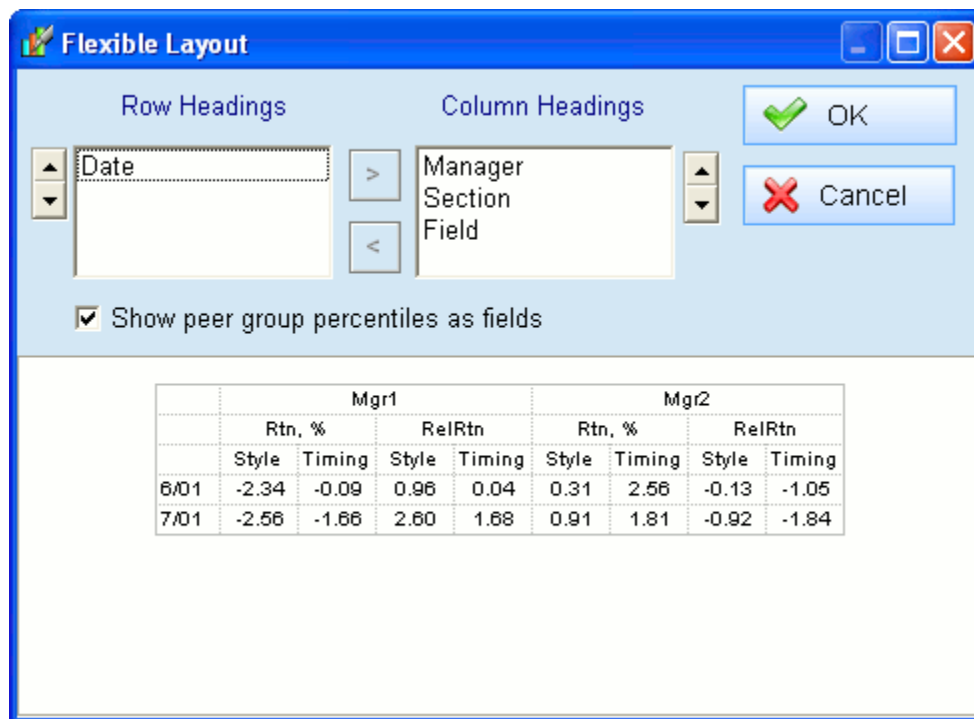 Flexible Layout
Row Headings
Column Headings
OK
Date
>
Manager
Section
Field
<
Cancel
Show peer group percentiles as fields
Mgr1 Mgr2
Rtn, % RelRtn Rtn, % RelRtn
Style Timing Style Timing Style Timing Style Timing
6/01 -2.34 -0.09 0.96 0.04 0.31 2.56 -0.13 -1.05
7/01 -2.56 -1.66 2.60 1.68 0.91 1.81 -0.92 -1.84